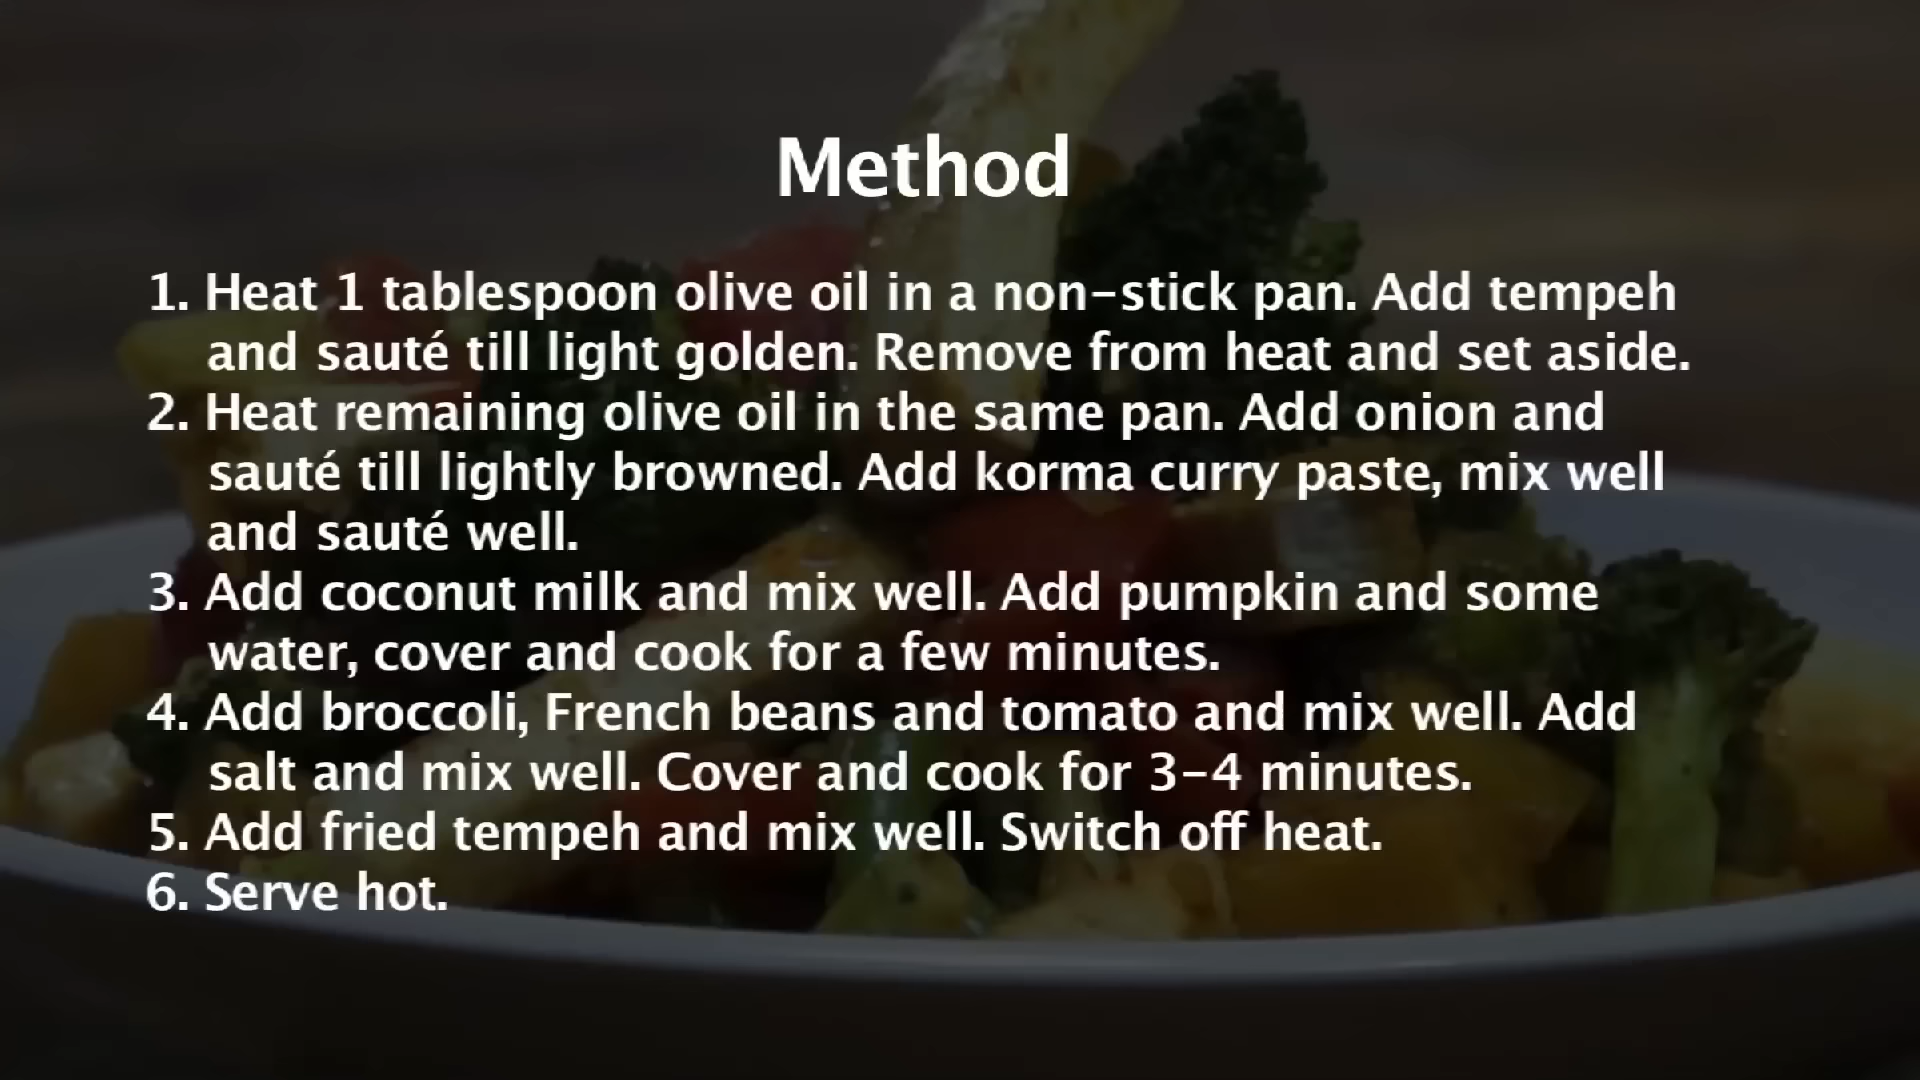 Method
1. Heat 1 tablespoon olive oil in a non-stick pan. Add tempeh
and sauté till light golden. Remove from heat and set aside.
2. Heat remaining olive oil in the same pan. Add onion and
sauté till lightly browned. Add korma curry paste, mix well
and sauté well.
3. Add coconut milk and mix well. Add pumpkin and some
water, cover and cook for a few minutes.
4. Add broccoli, French beans and tomato and mix well. Add
salt and mix well. Cover and cook for 3-4 minutes.
5. Add fried tempeh and mix well. Switch off heat.
6. Serve hot.